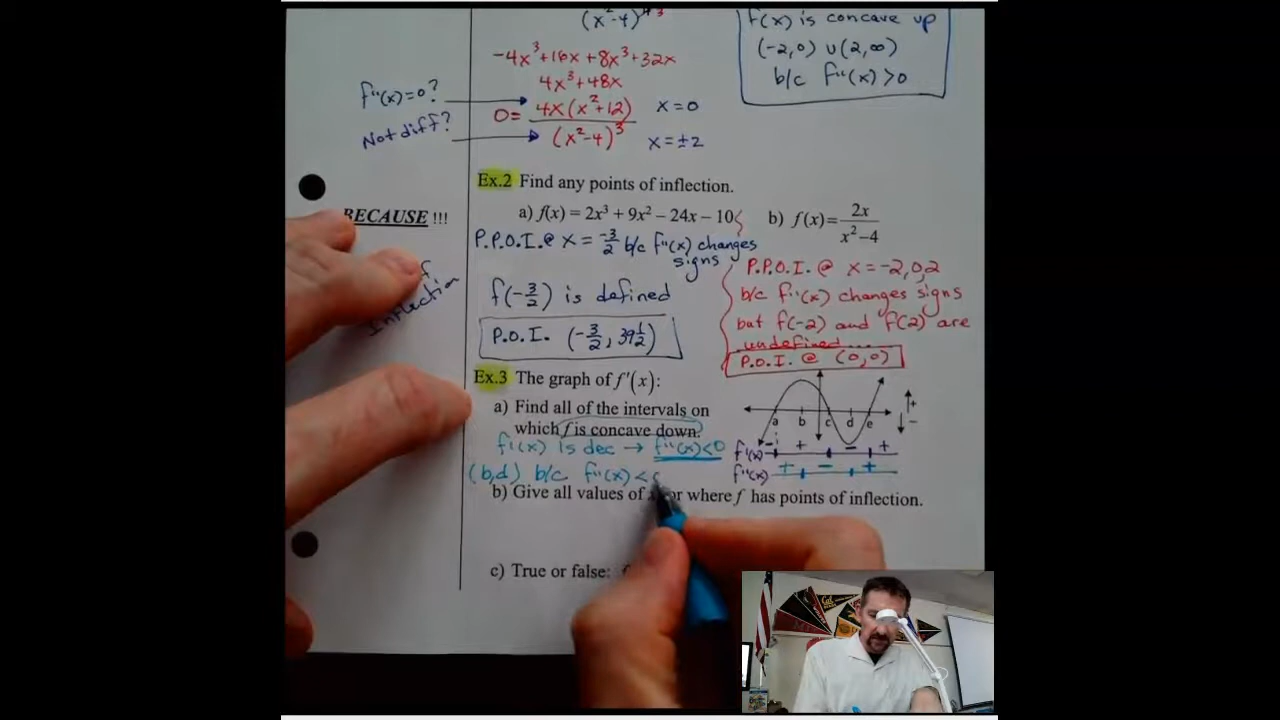 (x²-4)⁴ ³
-4x³+16x+8x³+32x
4x³+48x
f''(x)=0?
0= 4x(x²+12) x=0
Not diff?
(x²-4)³ x=±2
f(x) is concave up
(-2,0) ∪ (2,∞)
b/c f''(x)>0
Ex.2 Find any points of inflection.
BECAUSE !!!
a) f(x) = 2x³ + 9x² − 24x − 10
P.P.O.I. @ x = -3/2 b/c f''(x) changes
signs
f(-3/2) is defined
P.O.I. (-3/2, 39½)
b) f(x)= 2x/(x²−4)
P.P.O.I. @ x=-2,0,2
b/c f''(x) changes signs
but f(-2) and f(2) are
undefined...
P.O.I. @ (0,0)
Inflection
Ex.3 The graph of f'(x):
a) Find all of the intervals on
which f is concave down.
f'(x) is dec → f''(x)<0
(b,d) b/c f''(x)<
a b c d e
+
−
f'(x) − + − +
f''(x) + − +
b) Give all values of where f has points of inflection.
c) True or false:
Cal